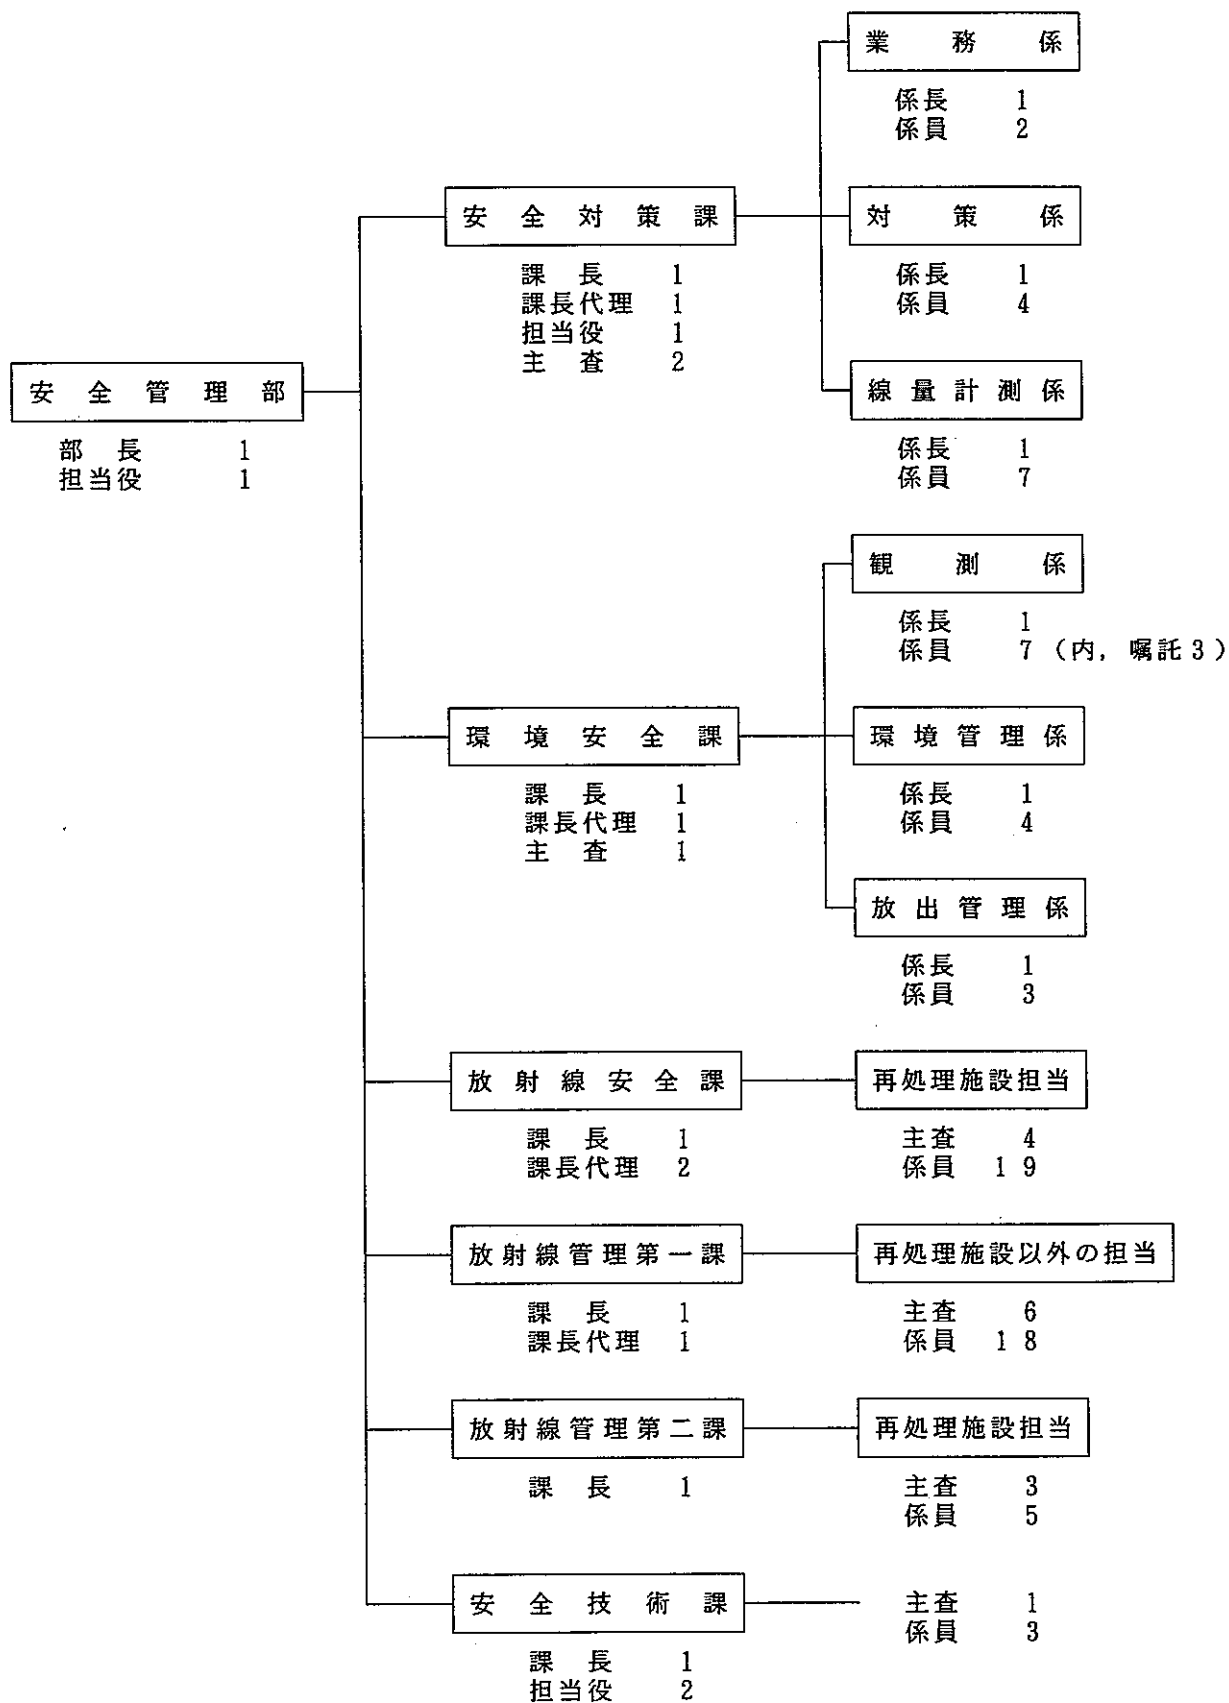 安全管理部
部長 1
担当役 1
安全対策課
課長 1
課長代理 1
担当役 1
主査 2
業務係
係長 1
係員 2
対策係
係長 1
係員 4
線量計測係
係長 1
係員 7
環境安全課
課長 1
課長代理 1
主査 1
観測係
係長 1
係員 7（内，嘱託3）
環境管理係
係長 1
係員 4
放出管理係
係長 1
係員 3
放射線安全課
課長 1
課長代理 2
再処理施設担当
主査 4
係員 19
放射線管理第一課
課長 1
課長代理 1
再処理施設以外の担当
主査 6
係員 18
放射線管理第二課
課長 1
再処理施設担当
主査 3
係員 5
安全技術課
課長 1
担当役 2
主査 1
係員 3